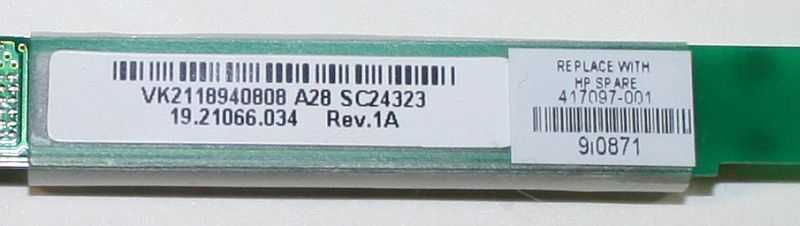 VK2118940808 A28 SC24323
19.21066.034 Rev.1A
REPLACE WITH
HP SPARE
417097-001
9i0871